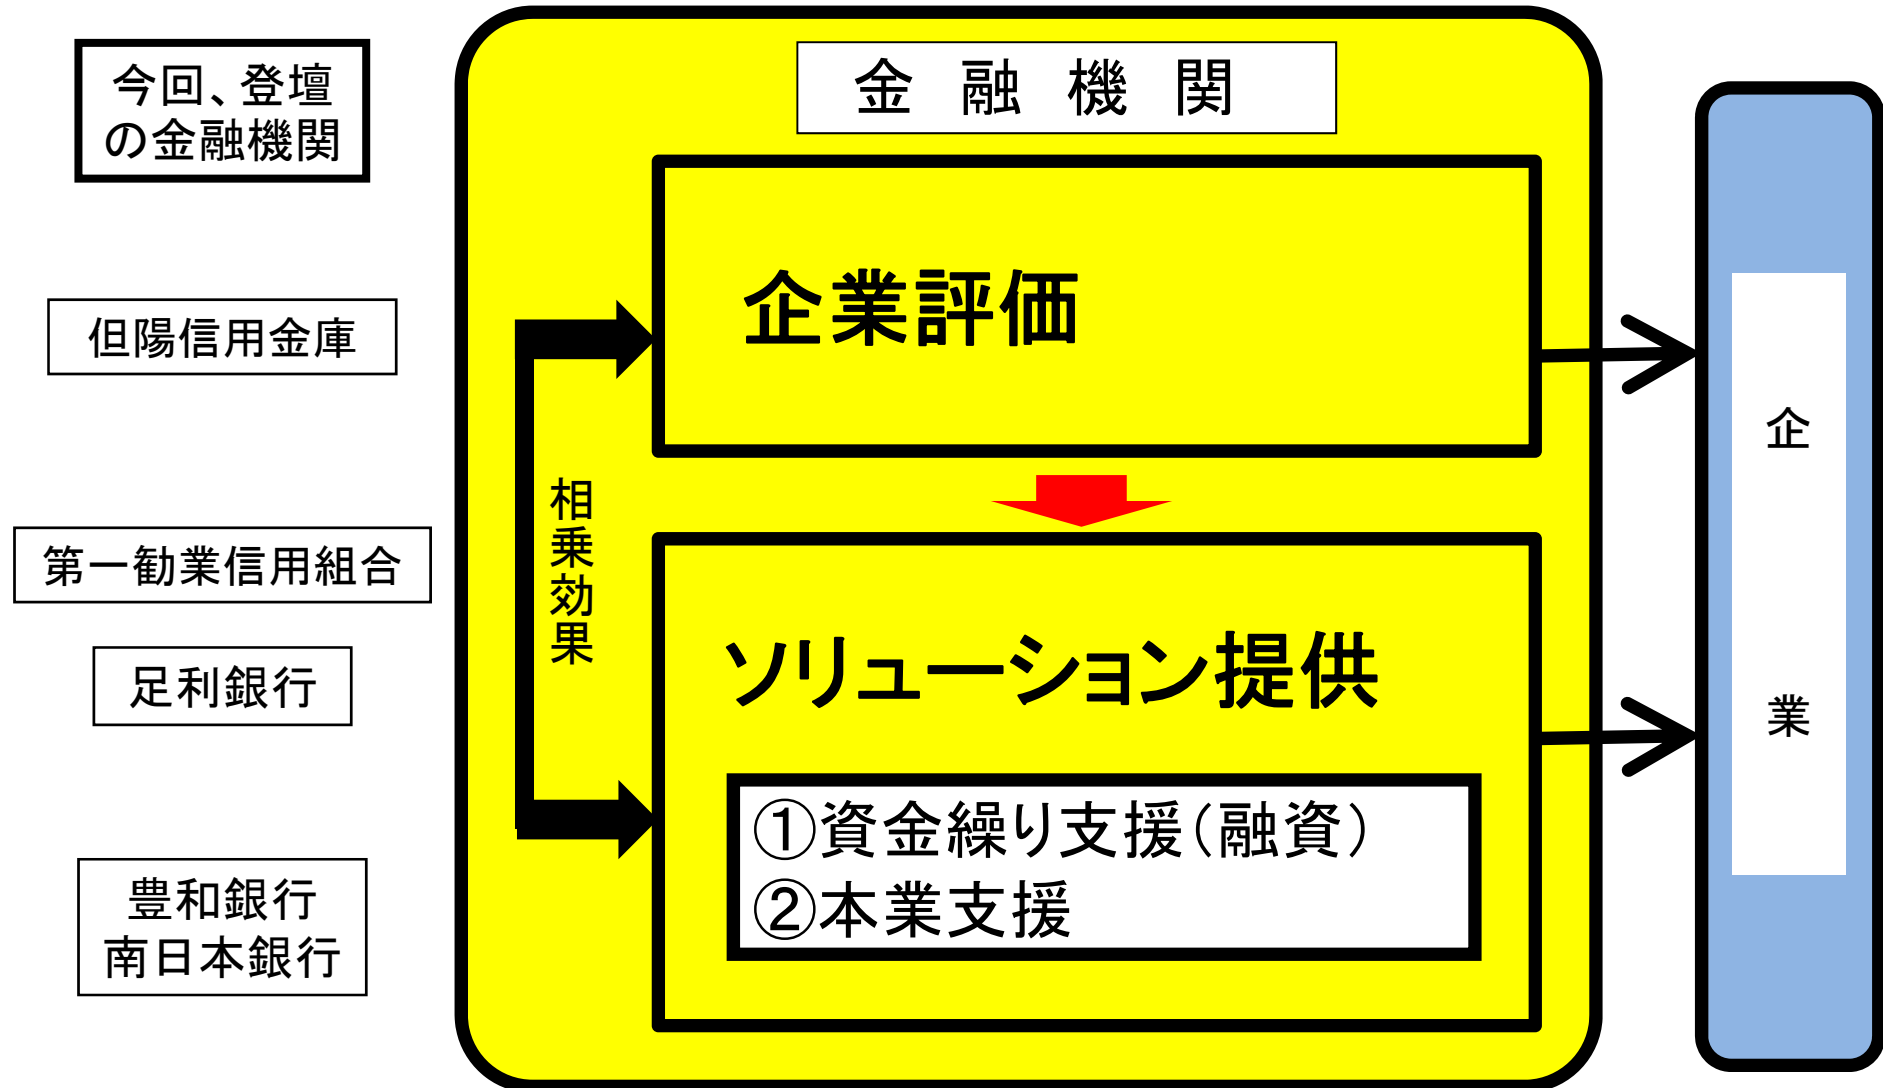 今回、登壇
の金融機関
但陽信用金庫
第一勧業信用組合
足利銀行
豊和銀行
南日本銀行
金融機関
企業評価
相乗効果
ソリューション提供
①資金繰り支援（融資）
②本業支援
企業